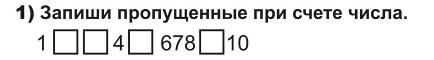 1) Запиши пропущенные при счете числа.
1 □ □ 4 □ 678 □ 10